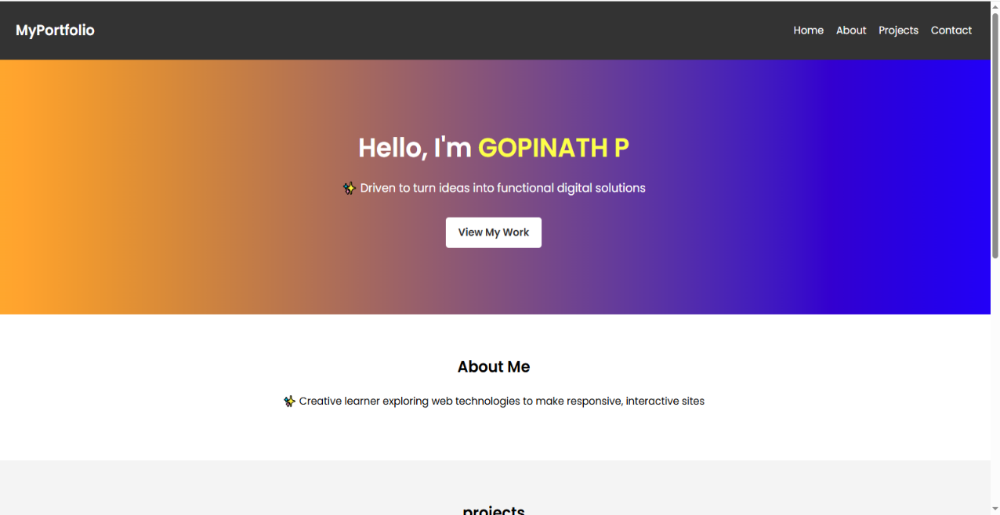 MyPortfolio
Home About Projects Contact
Hello, I'm GOPINATH P
✨ Driven to turn ideas into functional digital solutions
View My Work
About Me
✨ Creative learner exploring web technologies to make responsive, interactive sites
projects